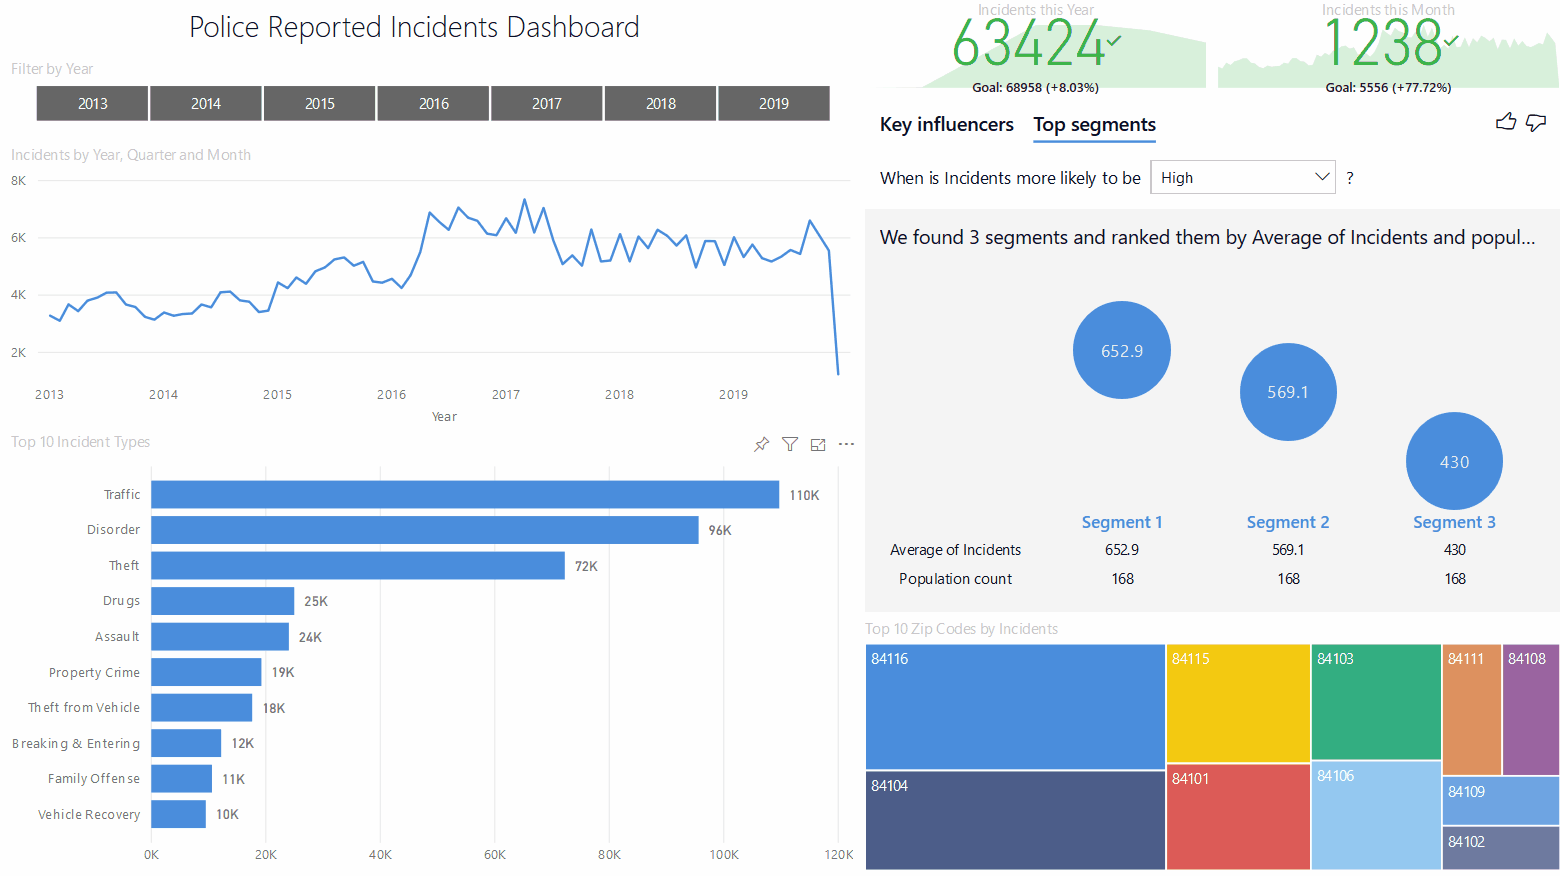 Police Reported Incidents Dashboard
Filter by Year
2013 2014 2015 2016 2017 2018 2019
Incidents by Year, Quarter and Month
8K
6K
4K
2K
2013 2014 2015 2016 2017 2018 2019
Year
Top 10 Incident Types
Traffic 110K
Disorder 96K
Theft 72K
Drugs 25K
Assault 24K
Property Crime 19K
Theft from Vehicle 18K
Breaking & Entering 12K
Family Offense 11K
Vehicle Recovery 10K
0K 20K 40K 60K 80K 100K 120K
Incidents this Year
63424
Goal: 68958 (+8.03%)
Incidents this Month
1238
Goal: 5556 (+77.72%)
Key influencers Top segments
When is Incidents more likely to be High ?
We found 3 segments and ranked them by Average of Incidents and popul...
652.9
569.1
430
Segment 1 Segment 2 Segment 3
Average of Incidents 652.9 569.1 430
Population count 168 168 168
Top 10 Zip Codes by Incidents
84116 84115 84103 84111 84108
84104 84101 84106 84109
84102